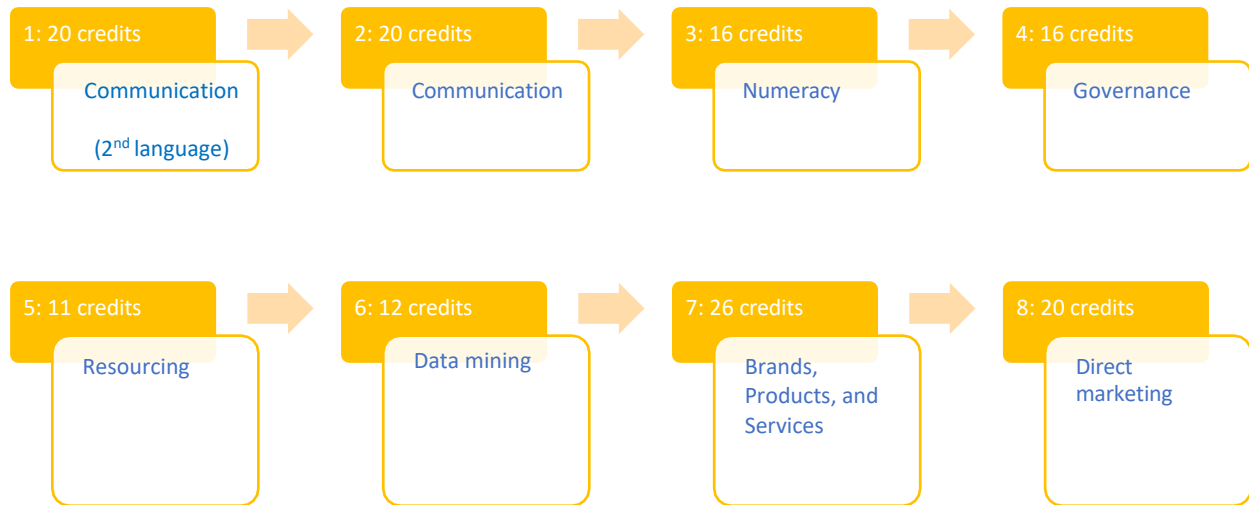 1: 20 credits
Communication
(2nd language)
2: 20 credits
Communication
3: 16 credits
Numeracy
4: 16 credits
Governance
5: 11 credits
Resourcing
6: 12 credits
Data mining
7: 26 credits
Brands,
Products, and
Services
8: 20 credits
Direct
marketing